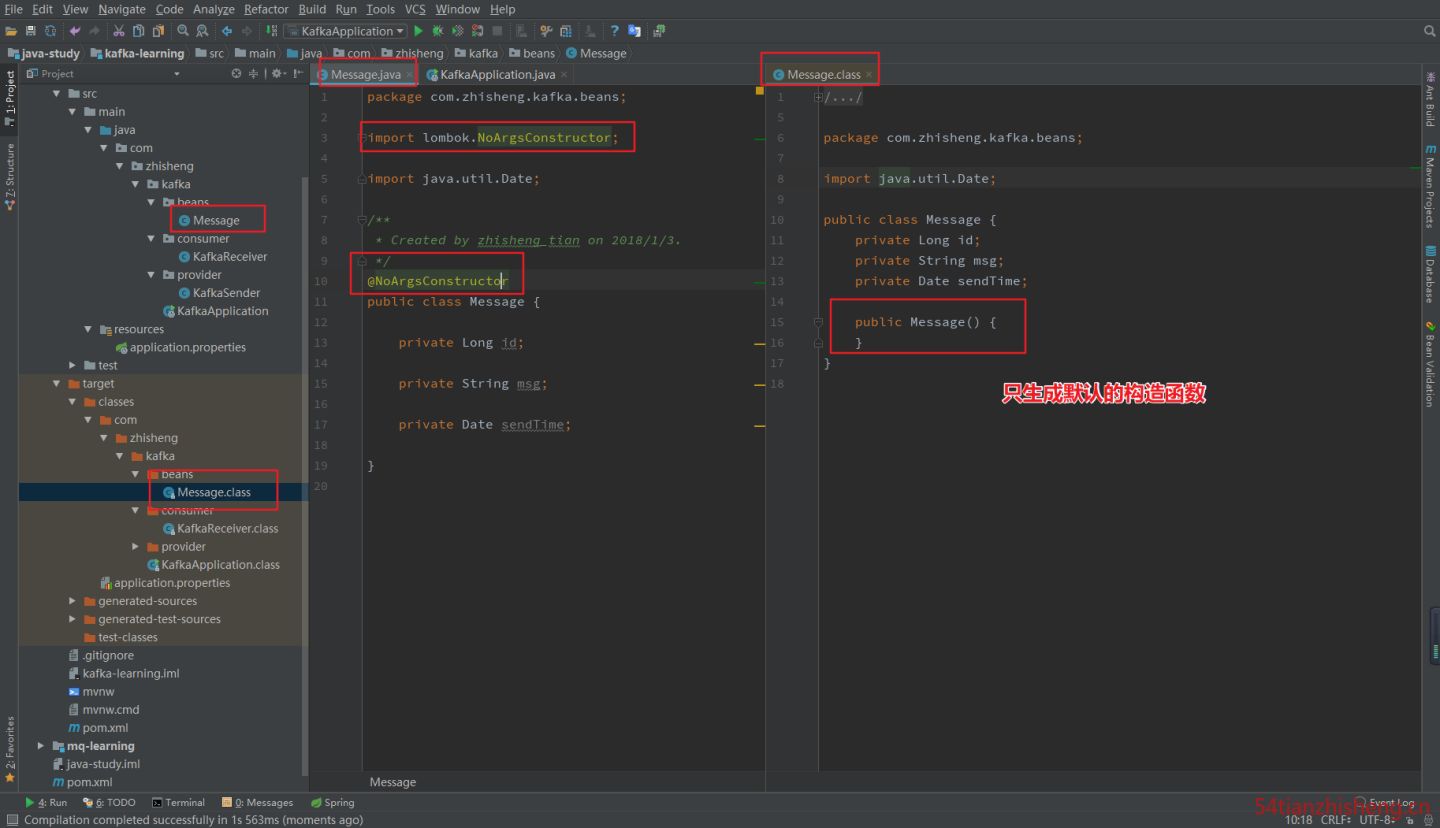 File Edit View Navigate Code Analyze Refactor Build Run Tools VCS Window Help
KafkaApplication
java-study kafka-learning src main java com zhisheng kafka beans Message
Project
Message.java KafkaApplication.java
Message.class
1: Project
7: Structure
2: Favorites
src
main
java
com
zhisheng
kafka
beans
Message
consumer
KafkaReceiver
provider
KafkaSender
KafkaApplication
resources
application.properties
test
target
classes
com
zhisheng
kafka
beans
Message.class
consumer
KafkaReceiver.class
provider
KafkaApplication.class
application.properties
generated-sources
generated-test-sources
test-classes
.gitignore
kafka-learning.iml
mvnw
mvnw.cmd
pom.xml
mq-learning
java-study.iml
pom.xml
1 package com.zhisheng.kafka.beans;
2
3 import lombok.NoArgsConstructor;
4
5 import java.util.Date;
6
7 /**
8 * Created by zhisheng_tian on 2018/1/3.
9 */
10 @NoArgsConstructor
11 public class Message {
12
13 private Long id;
14
15 private String msg;
16
17 private Date sendTime;
18
19 }
20
Message
1 /.../
5
6 package com.zhisheng.kafka.beans;
7
8 import java.util.Date;
9
10 public class Message {
11 private Long id;
12 private String msg;
13 private Date sendTime;
14
15 public Message() {
16 }
17 }
18
只生成默认的构造函数
Ant Build
Maven Projects
Database
Bean Validation
4: Run 6: TODO Terminal 0: Messages Spring
Event Log
54tianzhisheng.cn
Compilation completed successfully in 1s 563ms (moments ago)
10:18 CRLF UTF-8